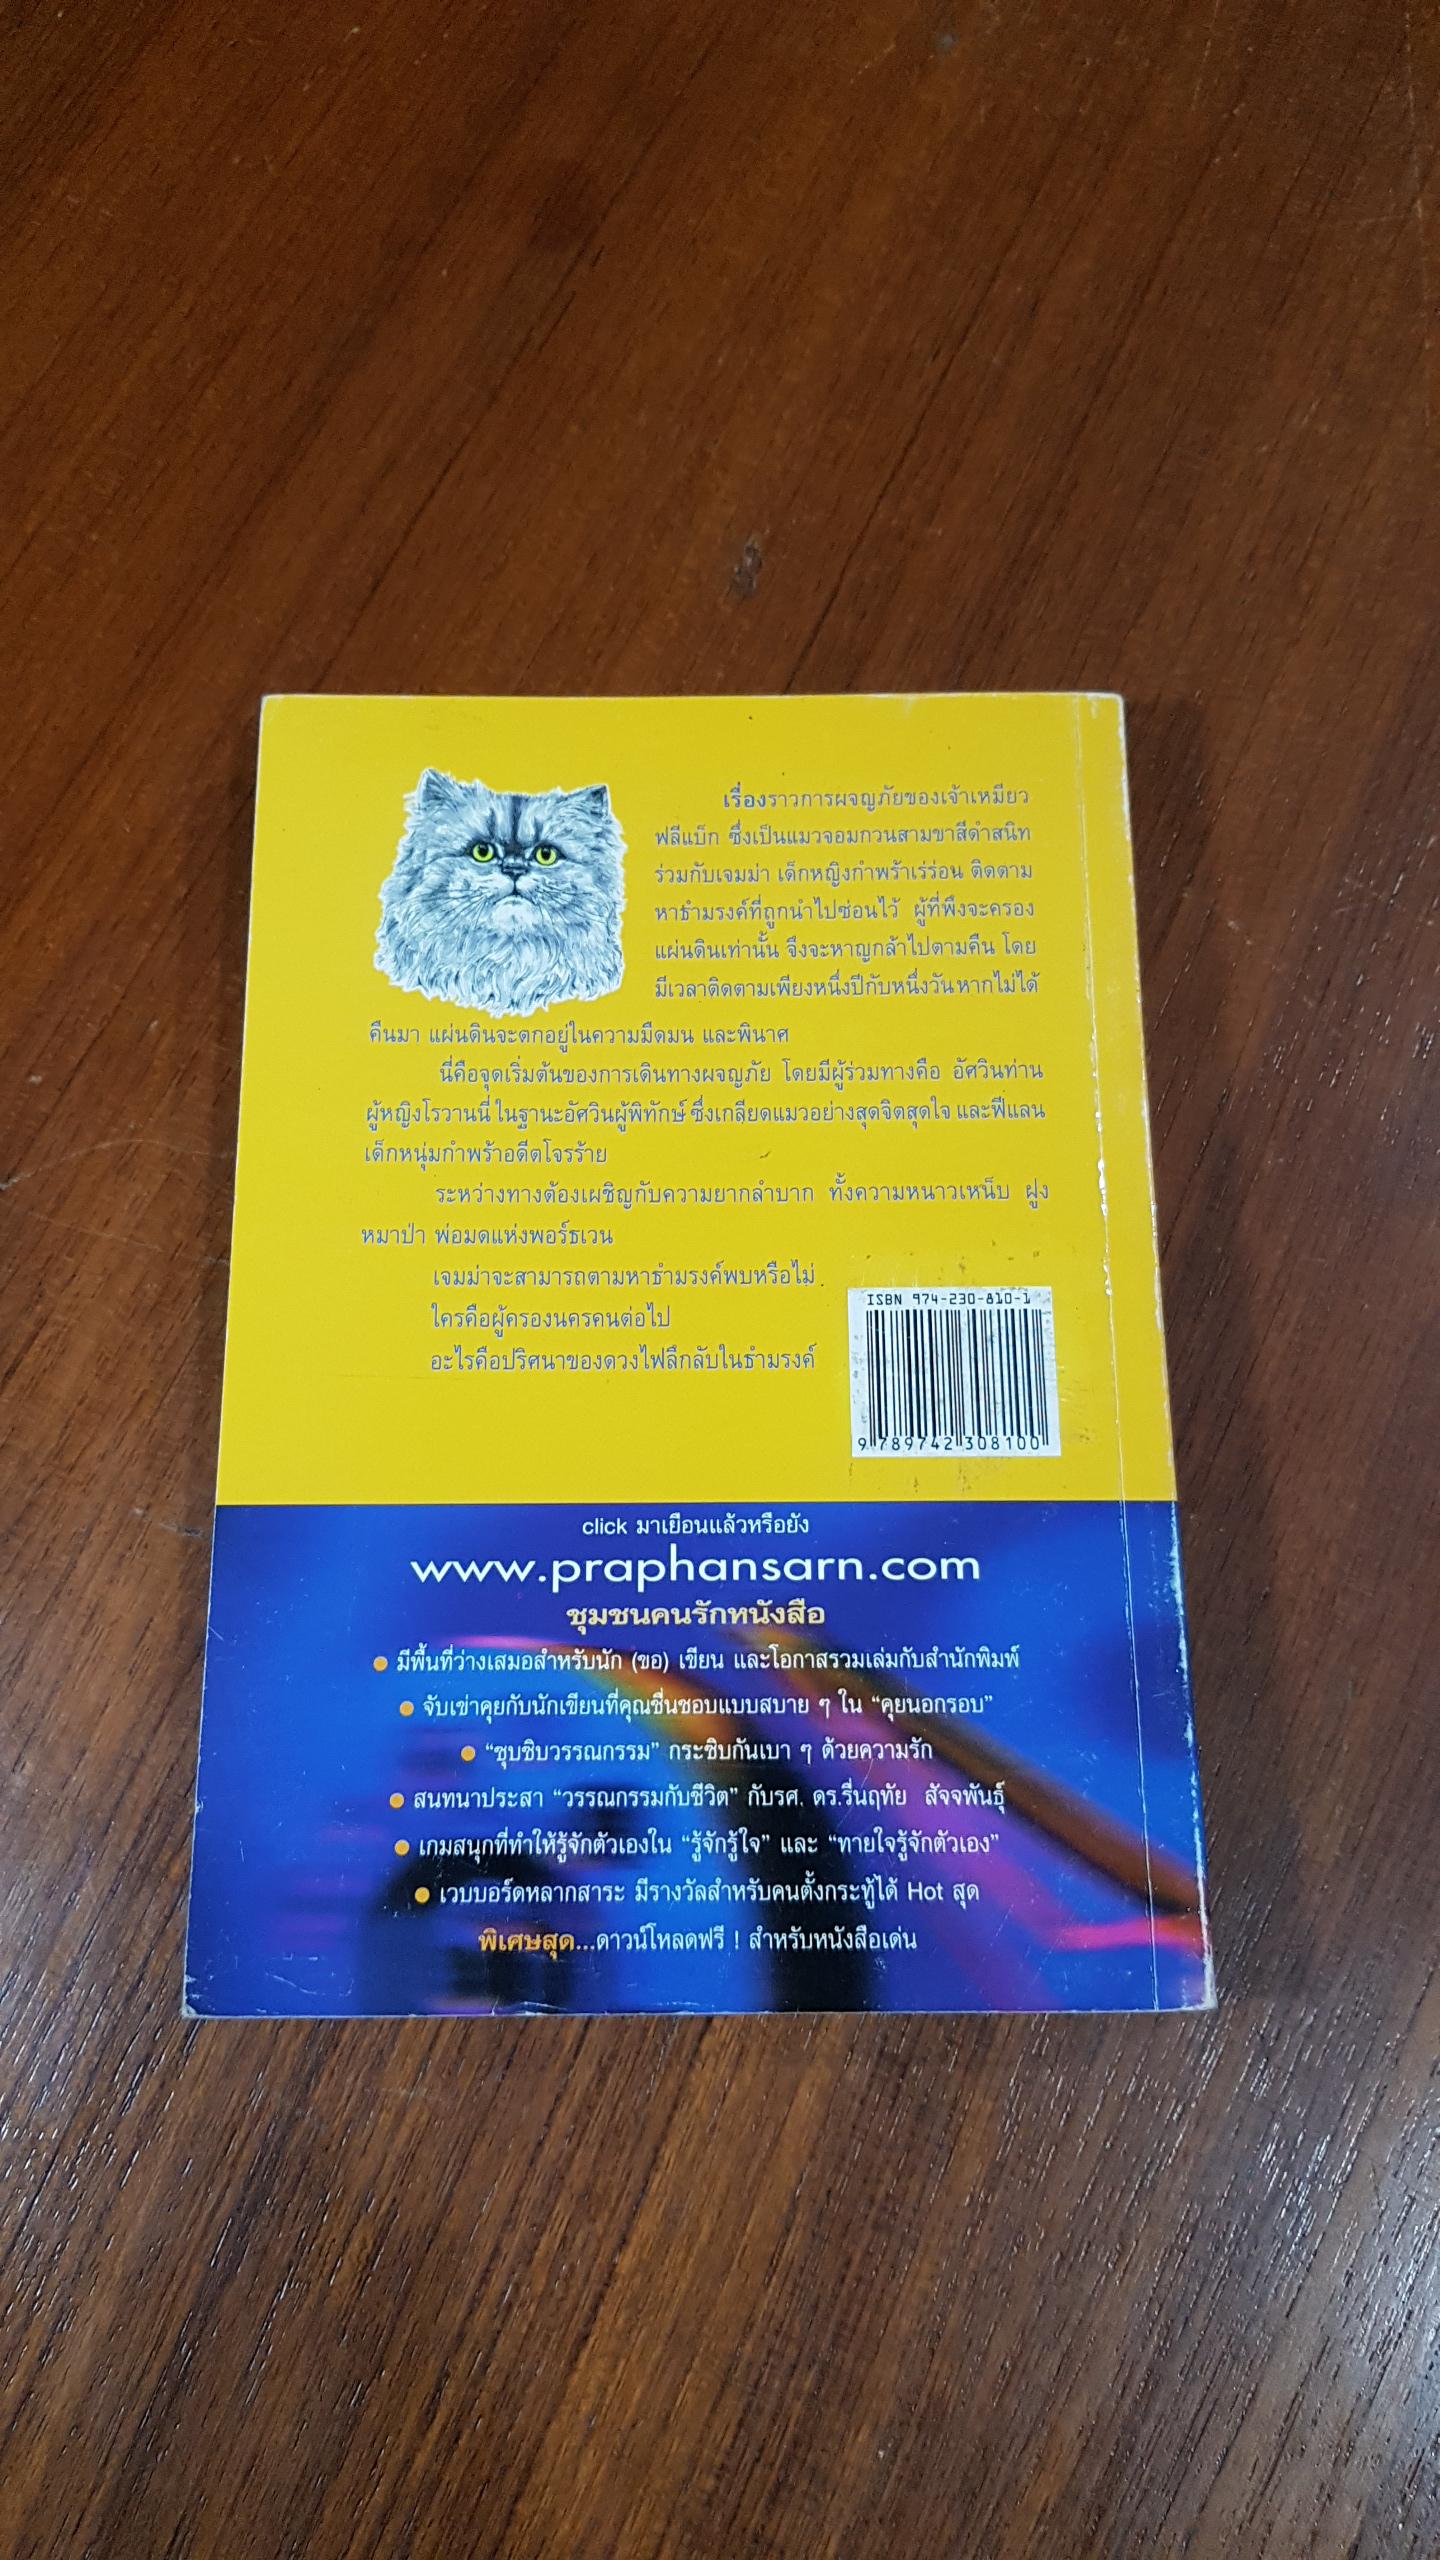 เรื่องราวการผจญภัยของเจ้าเหมียว
ฟลีแบ็ก ซึ่งเป็นแมวจอมกวนสามขาสีดำสนิท
ร่วมกับเจมม่า เด็กหญิงกำพร้าเร่ร่อน ติดตาม
หาธำมรงค์ที่ถูกนำไปซ่อนไว้ ผู้ที่พึงจะครอง
แผ่นดินเท่านั้น จึงจะหาญกล้าไปตามคืน โดย
มีเวลาติดตามเพียงหนึ่งปีกับหนึ่งวัน หากไม่ได้
คืนมา แผ่นดินจะตกอยู่ในความมืดมน และพินาศ
นี่คือจุดเริ่มต้นของการเดินทางผจญภัย โดยมีผู้ร่วมทางคือ อัศวินท่าน
ผู้หญิงโรวานนี่ ในฐานะอัศวินผู้พิทักษ์ ซึ่งเกลียดแมวอย่างสุดจิตสุดใจ และฟีแลน
เด็กหนุ่มกำพร้าอดีตโจรร้าย
ระหว่างทางต้องเผชิญกับความยากลำบาก ทั้งความหนาวเหน็บ ฝูง
หมาป่า พ่อมดแห่งพอร์ธเวน
เจมม่าจะสามารถตามหาธำมรงค์พบหรือไม่
ใครคือผู้ครองนครคนต่อไป
อะไรคือปริศนาของดวงไฟลึกลับในธำมรงค์
ISBN 974-230-810-1
9 789742 308100
click มาเยือนแล้วหรือยัง
www.praphansarn.com
ชุมชนคนรักหนังสือ
● มีพื้นที่ว่างเสมอสำหรับนัก (ขอ) เขียน และโอกาสรวมเล่มกับสำนักพิมพ์
● จับเข่าคุยกับนักเขียนที่คุณชื่นชอบแบบสบาย ๆ ใน “คุยนอกรอบ”
● “ซุบซิบวรรณกรรม” กระซิบกันเบา ๆ ด้วยความรัก
● สนทนาประสา “วรรณกรรมกับชีวิต” กับรศ. ดร.รื่นฤทัย สัจจพันธุ์
● เกมสนุกที่ทำให้รู้จักตัวเองใน “รู้จักรู้ใจ” และ “ทายใจรู้จักตัวเอง”
● เวบบอร์ดหลากสาระ มีรางวัลสำหรับคนตั้งกระทู้ได้ Hot สุด
พิเศษสุด...ดาวน์โหลดฟรี ! สำหรับหนังสือเด่น